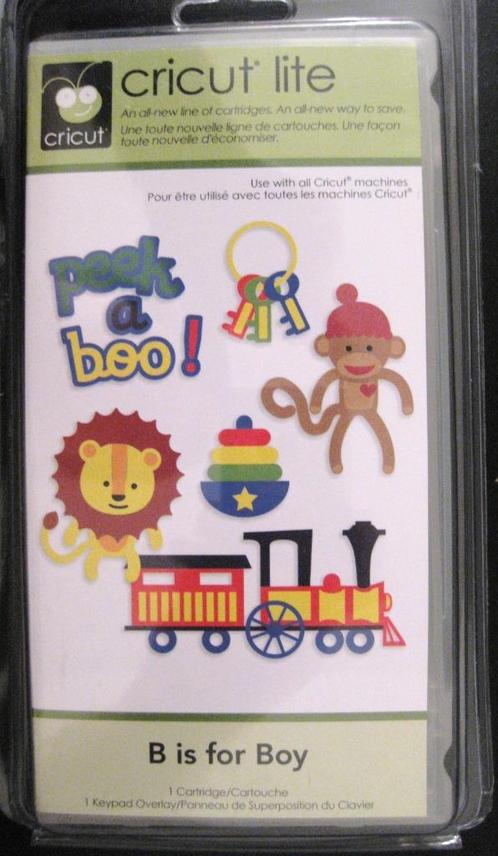 cricut® lite
cricut®
An all-new line of cartridges. An all-new way to save.
Une toute nouvelle ligne de cartouches. Une façon
toute nouvelle d'économiser.
Use with all Cricut® machines
Pour être utilisé avec toutes les machines Cricut®
peek
a
boo!
B is for Boy
1 Cartridge/Cartouche
1 Keypad Overlay/Panneau de Superposition du Clavier